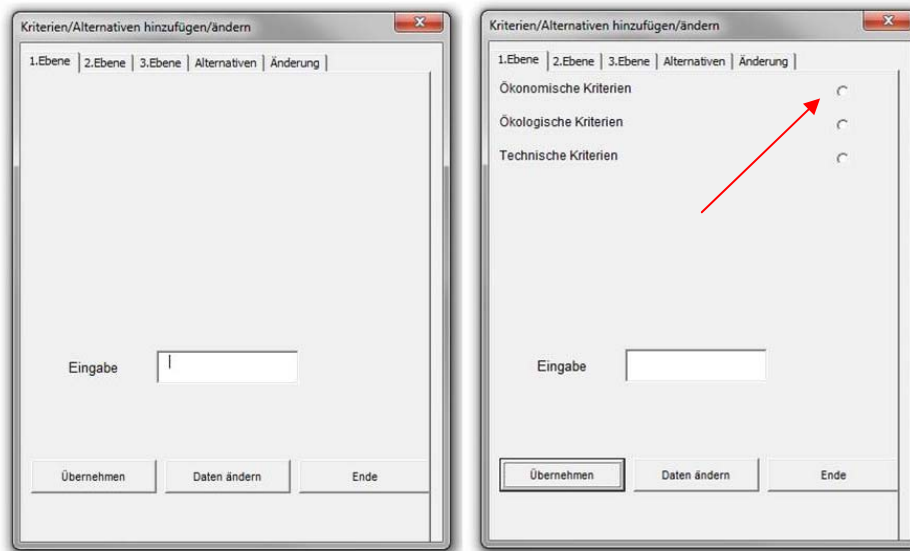 Kriterien/Alternativen hinzufügen/ändern
1.Ebene 2.Ebene 3.Ebene Alternativen Änderung
Eingabe
Übernehmen Daten ändern Ende
Kriterien/Alternativen hinzufügen/ändern
1.Ebene 2.Ebene 3.Ebene Alternativen Änderung
Ökonomische Kriterien
Ökologische Kriterien
Technische Kriterien
Eingabe
Übernehmen Daten ändern Ende